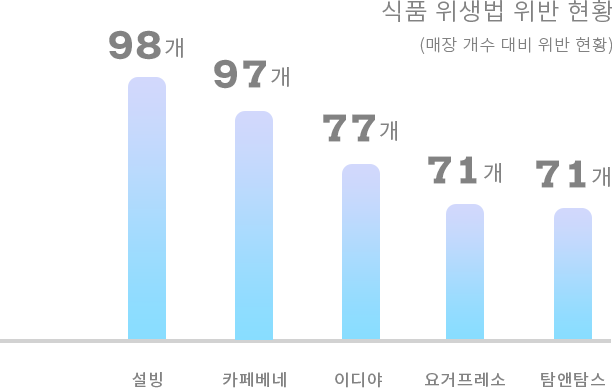 식품 위생법 위반 현황
(매장 개수 대비 위반 현황)
98개
97개
77개
71개
71개
설빙
카페베네
이디야
요거프레소
탐앤탐스